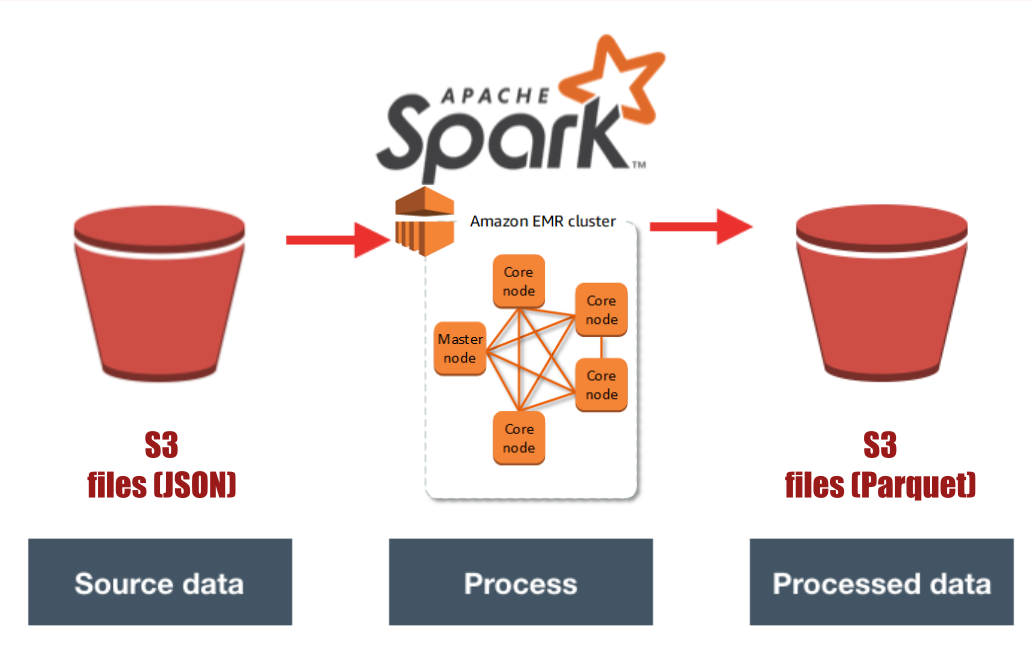 APACHE
Spark™
Amazon EMR cluster
Core
node
Core
node
Master
node
Core
node
Core
node
S3
files (JSON)
S3
files (Parquet)
Source data
Process
Processed data